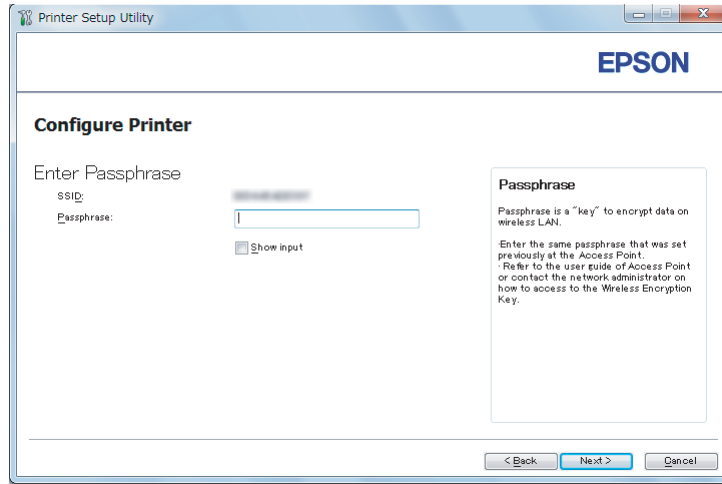 Printer Setup Utility
EPSON
Configure Printer
Enter Passphrase
SSID:
Passphrase:
Show input
Passphrase
Passphrase is a "key" to encrypt data on
wireless LAN.
·Enter the same passphrase that was set
previously at the Access Point.
· Refer to the user guide of Access Point
or contact the network administrator on
how to access to the Wireless Encryption
Key.
< Back
Next >
Cancel